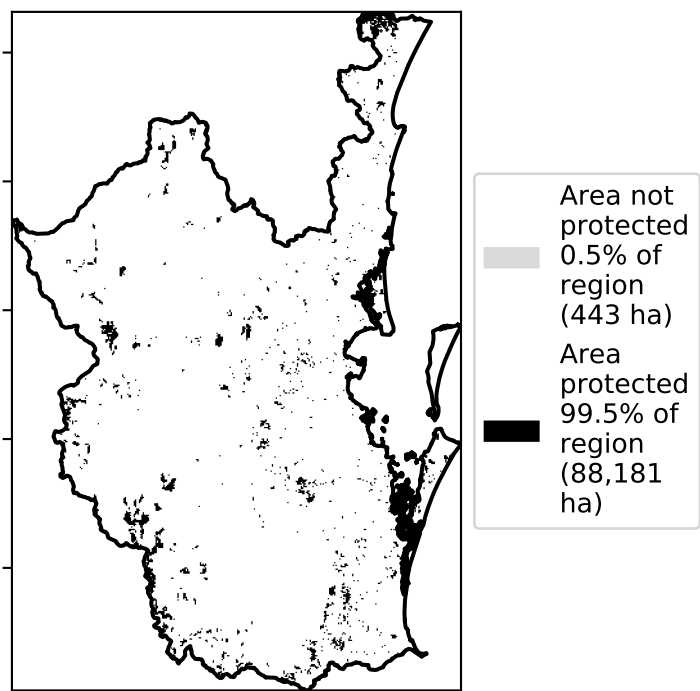 Area not
protected
0.5% of
region
(443 ha)
Area
protected
99.5% of
region
(88,181
ha)